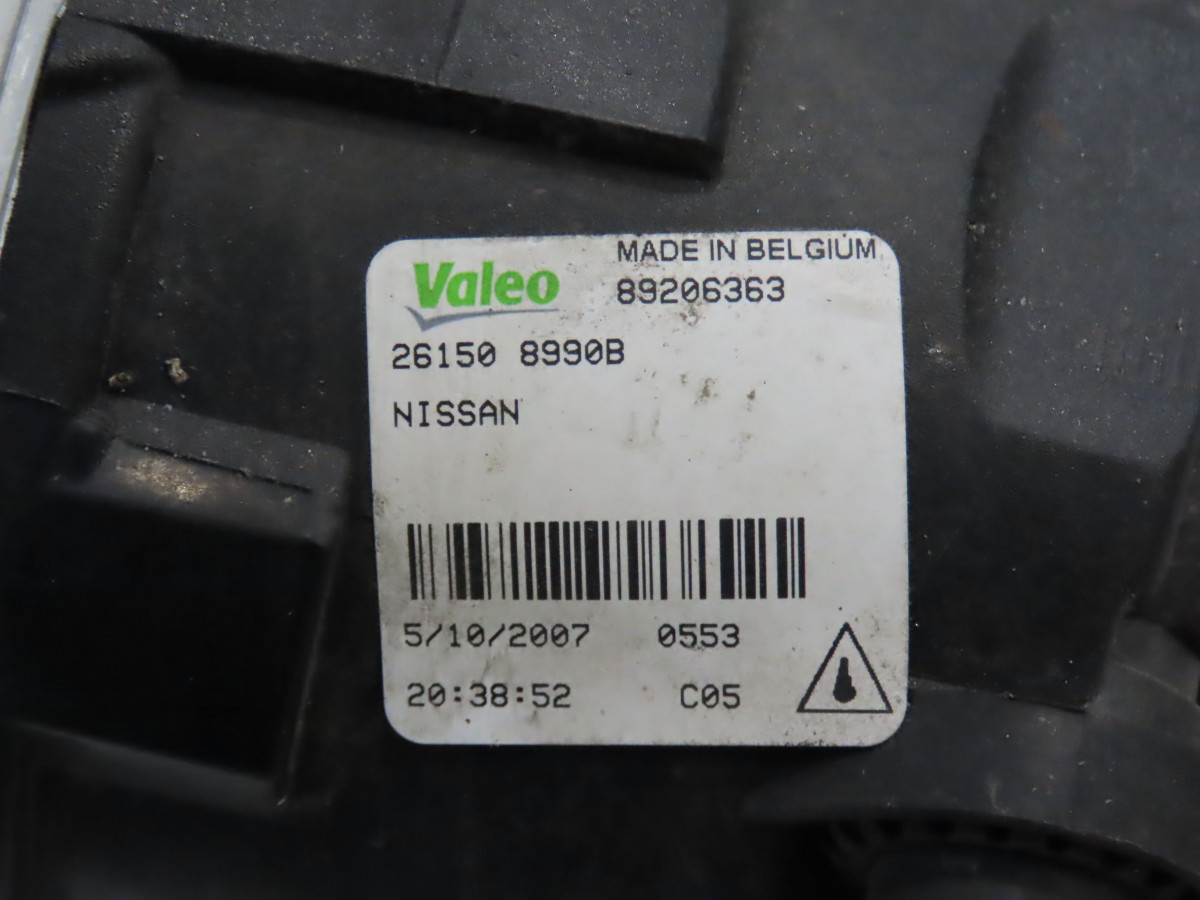 Valeo
MADE IN BELGIUM
89206363
26150 8990B
NISSAN
5/10/2007 0553
20:38:52 C05